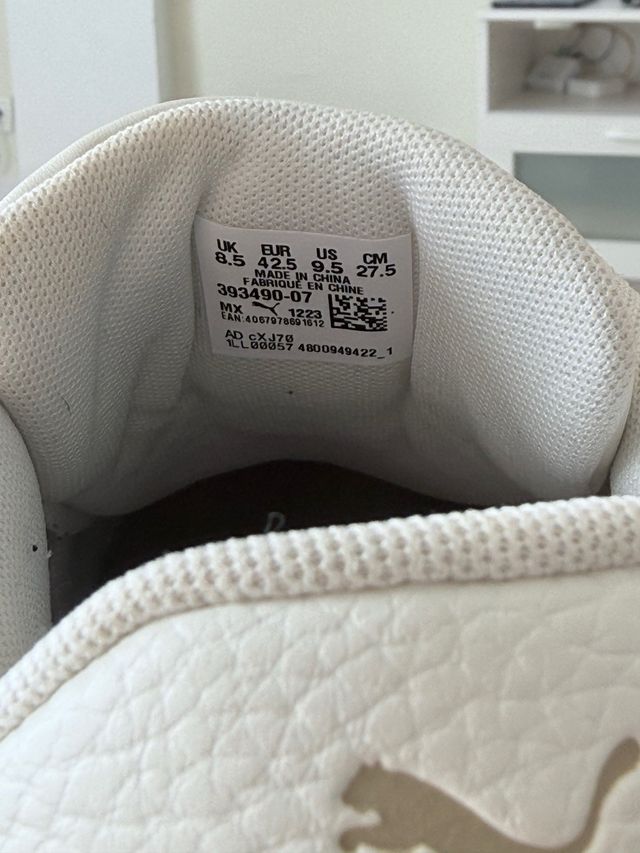 UK EUR US CM
8.5 42.5 9.5 27.5
MADE IN CHINA
FABRIQUÉ EN CHINE
393490-07
MX 1223
EAN:4067978691612
AD cXJ70
1LL00057 4800949422_1